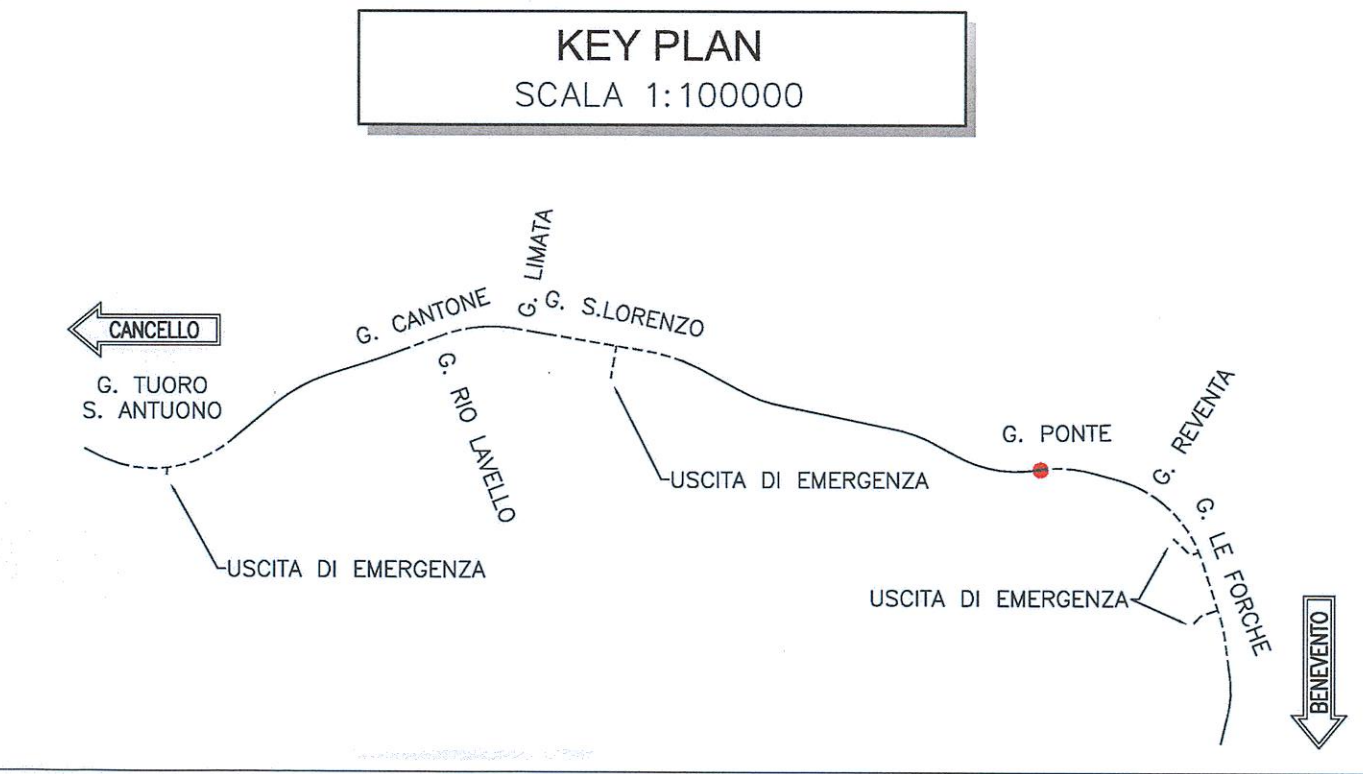 KEY PLAN
SCALA 1:100000
CANCELLO
G. TUORO
S. ANTUONO
G. CANTONE
G. RIO LAVELLO
G. LIMATA
G. S.LORENZO
USCITA DI EMERGENZA
USCITA DI EMERGENZA
G. PONTE
G. REVENTA
G. LE FORCHE
USCITA DI EMERGENZA
BENEVENTO